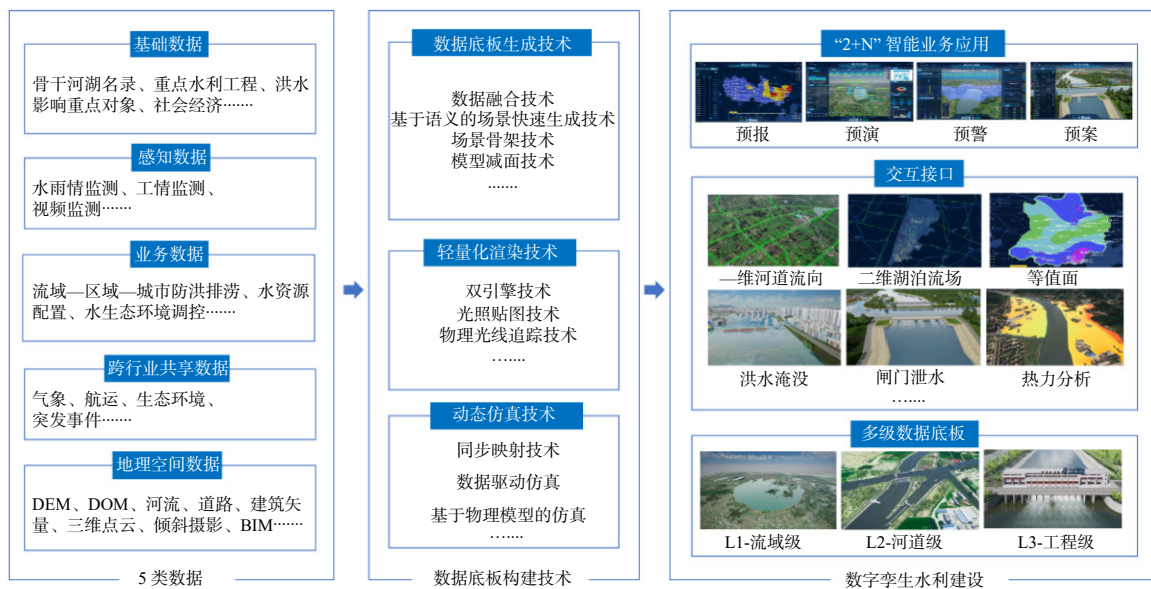 基础数据
骨干河湖名录、重点水利工程、洪水
影响重点对象、社会经济·······
感知数据
水雨情监测、工情监测、
视频监测·······
业务数据
流域—区域—城市防洪排涝、水资源
配置、水生态环境调控·······
跨行业共享数据
气象、航运、生态环境、
突发事件·······
地理空间数据
DEM、DOM、河流、道路、建筑矢
量、三维点云、倾斜摄影、BIM·······
5 类数据
数据底板生成技术
数据融合技术
基于语义的场景快速生成技术
场景骨架技术
模型减面技术
.......
轻量化渲染技术
双引擎技术
光照贴图技术
物理光线追踪技术
…....
动态仿真技术
同步映射技术
数据驱动仿真
基于物理模型的仿真
…....
数据底板构建技术
“2+N” 智能业务应用
预报 预演 预警 预案
交互接口
一维河道流向 二维湖泊流场 等值面
洪水淹没 闸门泄水 热力分析
…....
多级数据底板
L1-流域级 L2-河道级 L3-工程级
数字孪生水利建设